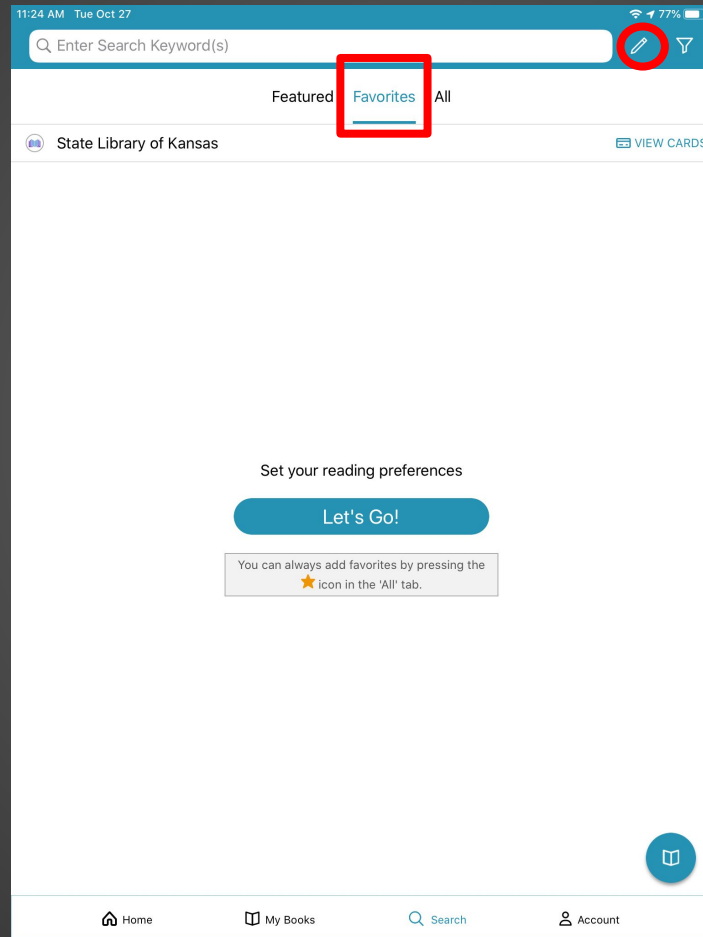 11:24 AM Tue Oct 27 77%
Enter Search Keyword(s)
Featured Favorites All
State Library of Kansas VIEW CARDS
Set your reading preferences
Let's Go!
You can always add favorites by pressing the
icon in the 'All' tab.
Home My Books Search Account